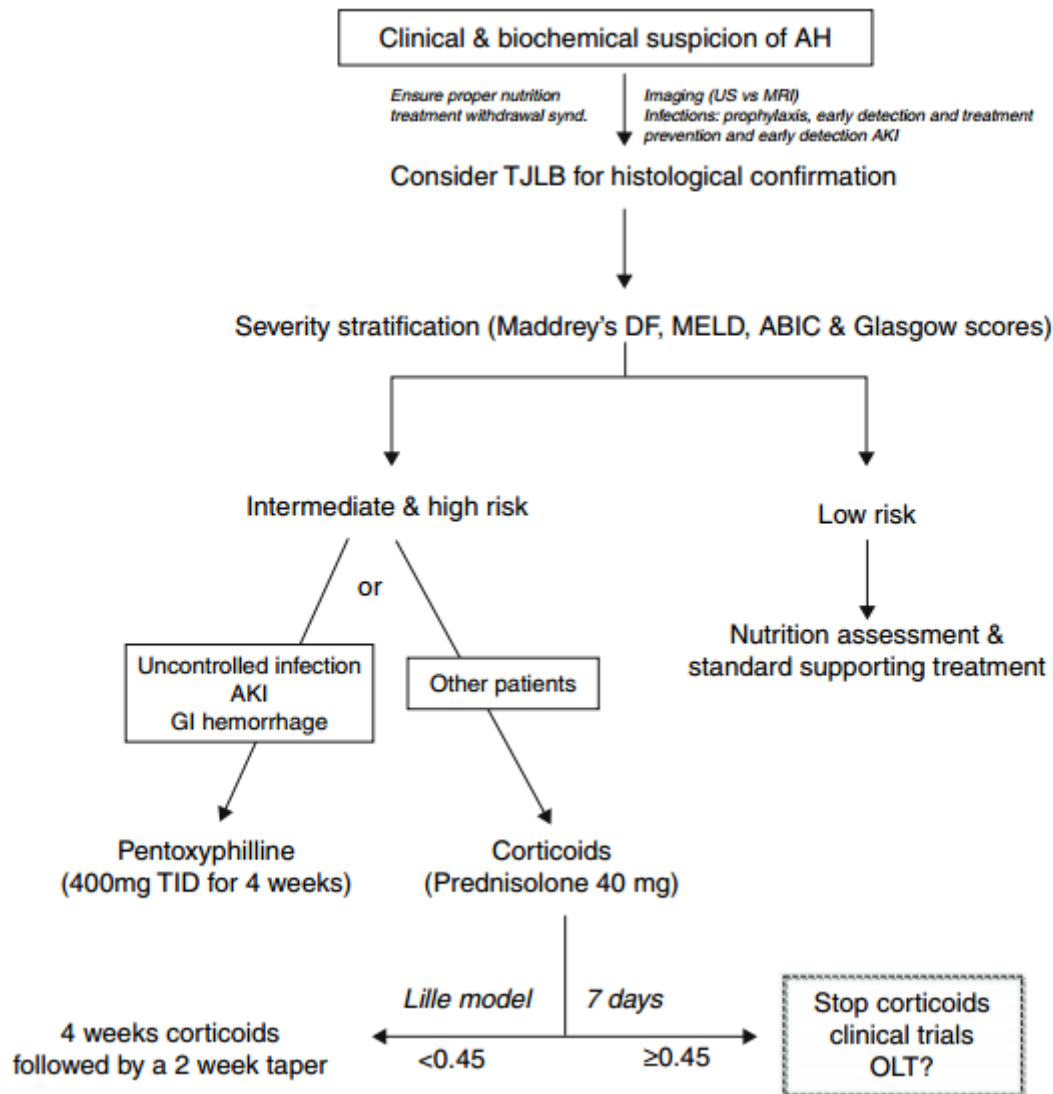 Clinical & biochemical suspicion of AH
Ensure proper nutrition
treatment withdrawal synd.
Imaging (US vs MRI)
Infections: prophylaxis, early detection and treatment
prevention and early detection AKI
Consider TJLB for histological confirmation
Severity stratification (Maddrey's DF, MELD, ABIC & Glasgow scores)
Intermediate & high risk
Low risk
or
Uncontrolled infection
AKI
GI hemorrhage
Other patients
Nutrition assessment &
standard supporting treatment
Pentoxyphilline
(400mg TID for 4 weeks)
Corticoids
(Prednisolone 40 mg)
Lille model
7 days
4 weeks corticoids
followed by a 2 week taper
<0.45
≥0.45
Stop corticoids
clinical trials
OLT?